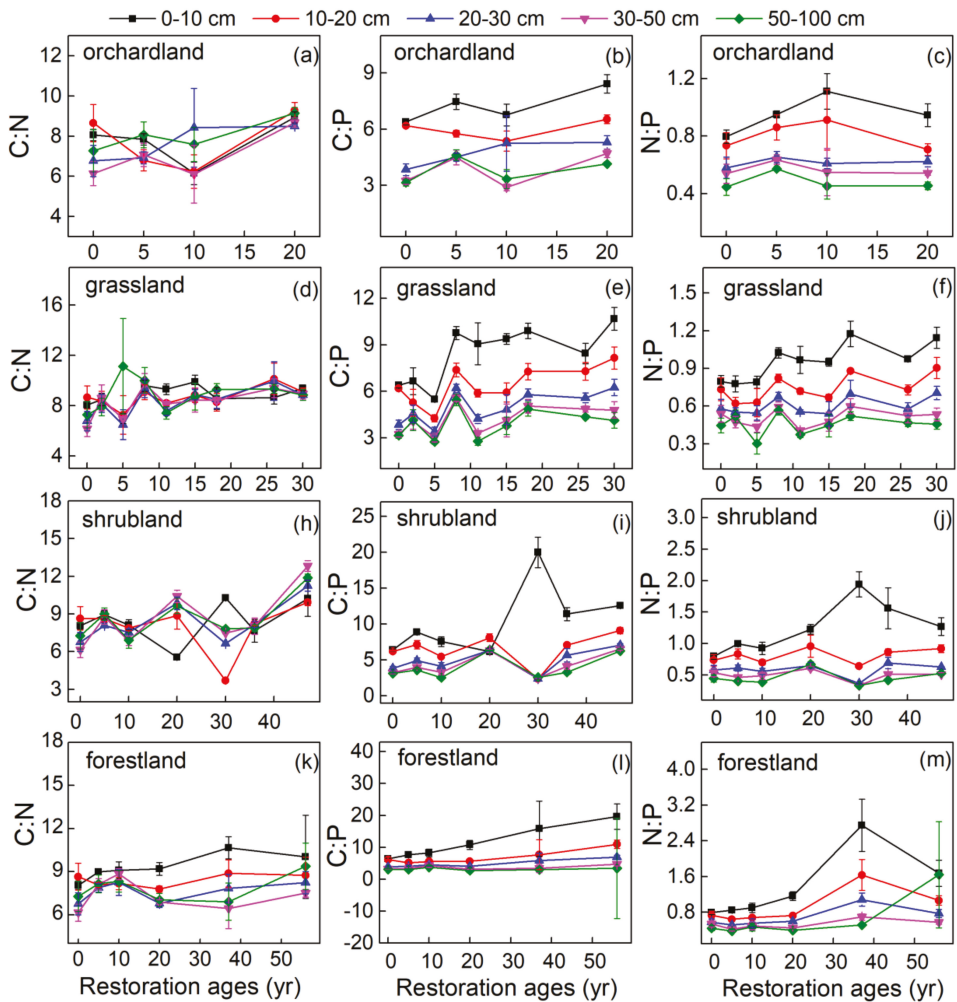 0-10 cm 10-20 cm 20-30 cm 30-50 cm 50-100 cm
orchardland (a)
C:N
12
10
8
6
4
0 5 10 20
orchardland (b)
C:P
9
6
3
0 5 10 20
orchardland (c)
N:P
1.2
0.8
0.4
0 5 10 20
grassland (d)
C:N
16
12
8
4
0 5 10 15 20 25 30
grassland (e)
C:P
12
9
6
3
0 5 10 15 20 25 30
grassland (f)
N:P
1.5
1.2
0.9
0.6
0.3
0 5 10 15 20 25 30
shrubland (h)
C:N
18
15
12
9
6
3
0 10 20 30 40
shrubland (i)
C:P
25
20
15
10
5
0
0 10 20 30 40
shrubland (j)
N:P
3.0
2.5
2.0
1.5
1.0
0.5
0 10 20 30 40
forestland (k)
C:N
18
15
12
9
6
0 10 20 30 40 50
Restoration ages (yr)
forestland (l)
C:P
40
30
20
10
0
-10
-20
0 10 20 30 40 50
Restoration ages (yr)
forestland (m)
N:P
4.0
3.2
2.4
1.6
0.8
0 10 20 30 40 50
Restoration ages (yr)